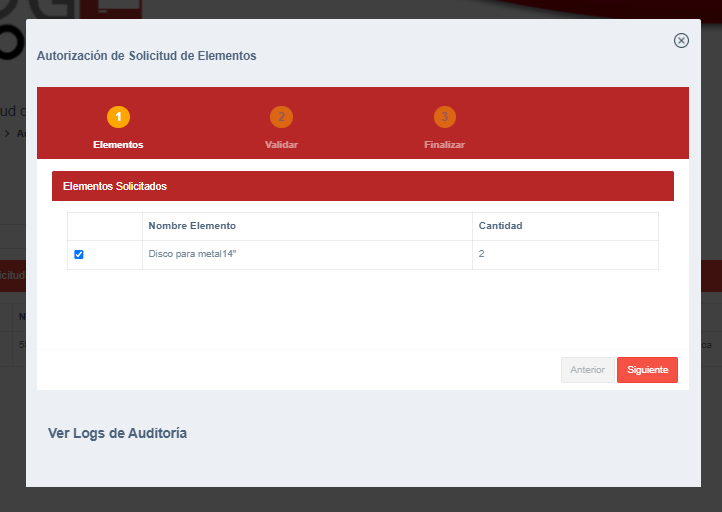 Autorización de Solicitud de Elementos
1 2 3
Elementos Validar Finalizar
Elementos Solicitados
Nombre Elemento Cantidad
Disco para metal14" 2
Anterior Siguiente
Ver Logs de Auditoría